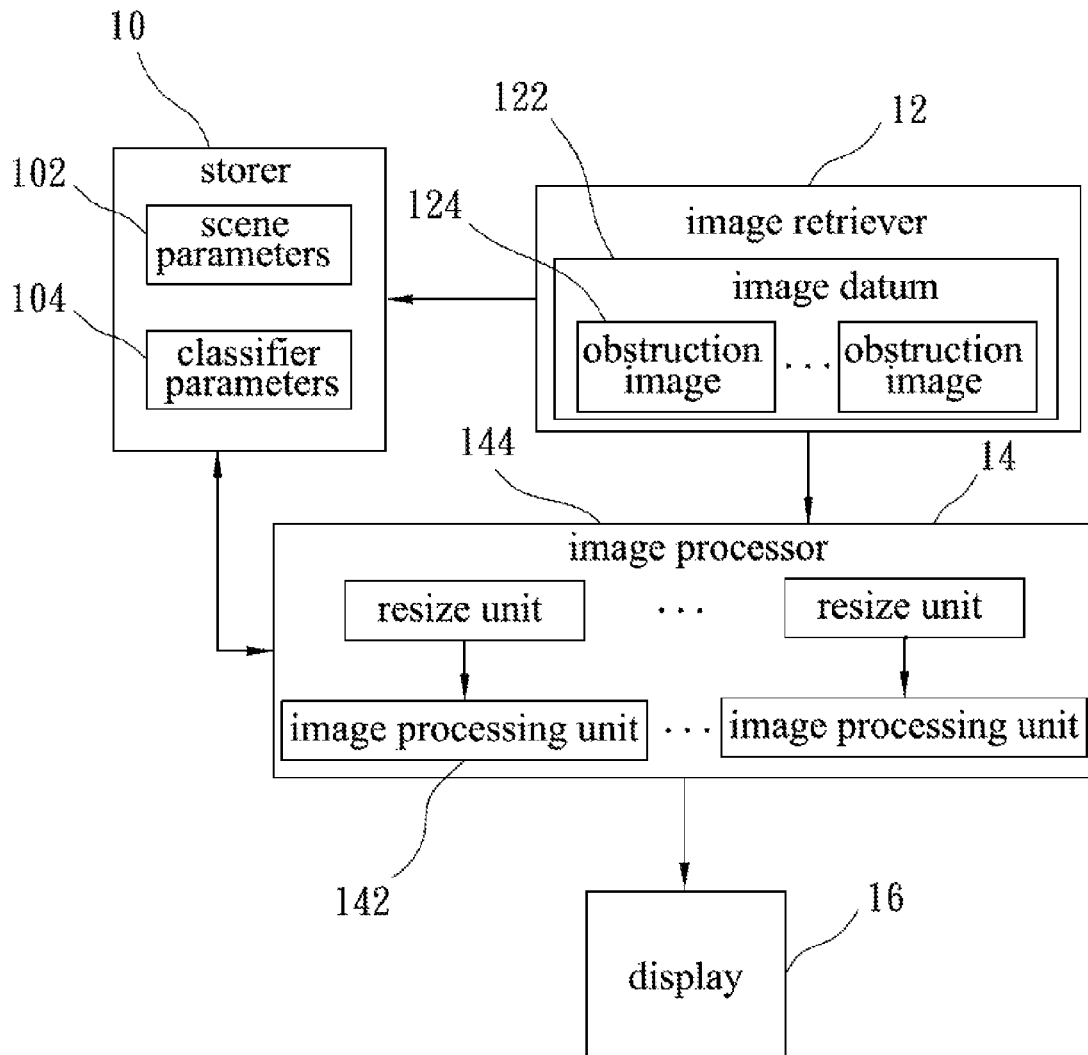 10
122
12
storer
102
scene
parameters
124
image retriever
image datum
104
classifier
parameters
obstruction
image
...
obstruction
image
144
14
image processor
resize unit
...
resize unit
image processing unit
...
image processing unit
142
16
display